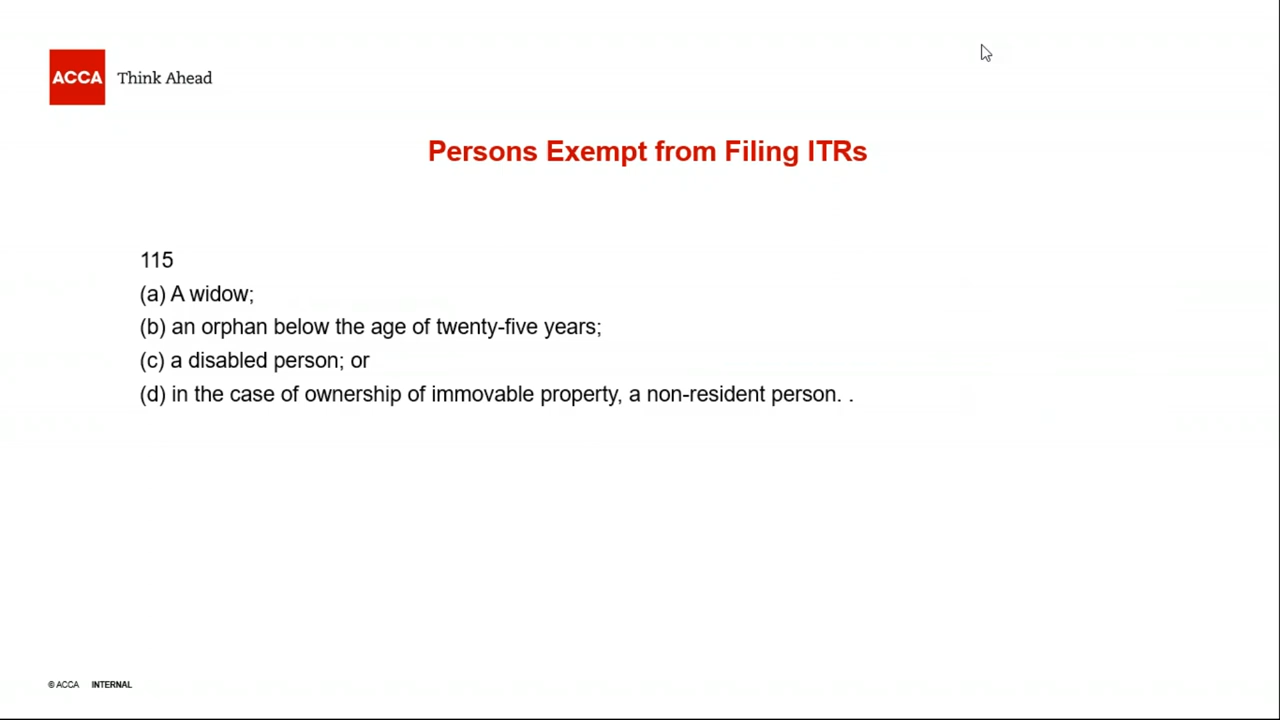 ACCA Think Ahead
Persons Exempt from Filing ITRs
115
(a) A widow;
(b) an orphan below the age of twenty-five years;
(c) a disabled person; or
(d) in the case of ownership of immovable property, a non-resident person. .
© ACCA INTERNAL